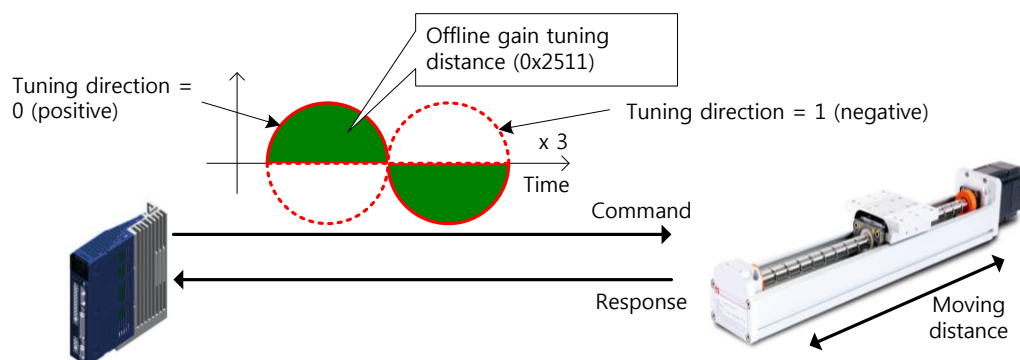 Offline gain tuning
distance (0x2511)
Tuning direction =
0 (positive)
Tuning direction = 1 (negative)
x 3
Time
Command
Response
Moving
distance